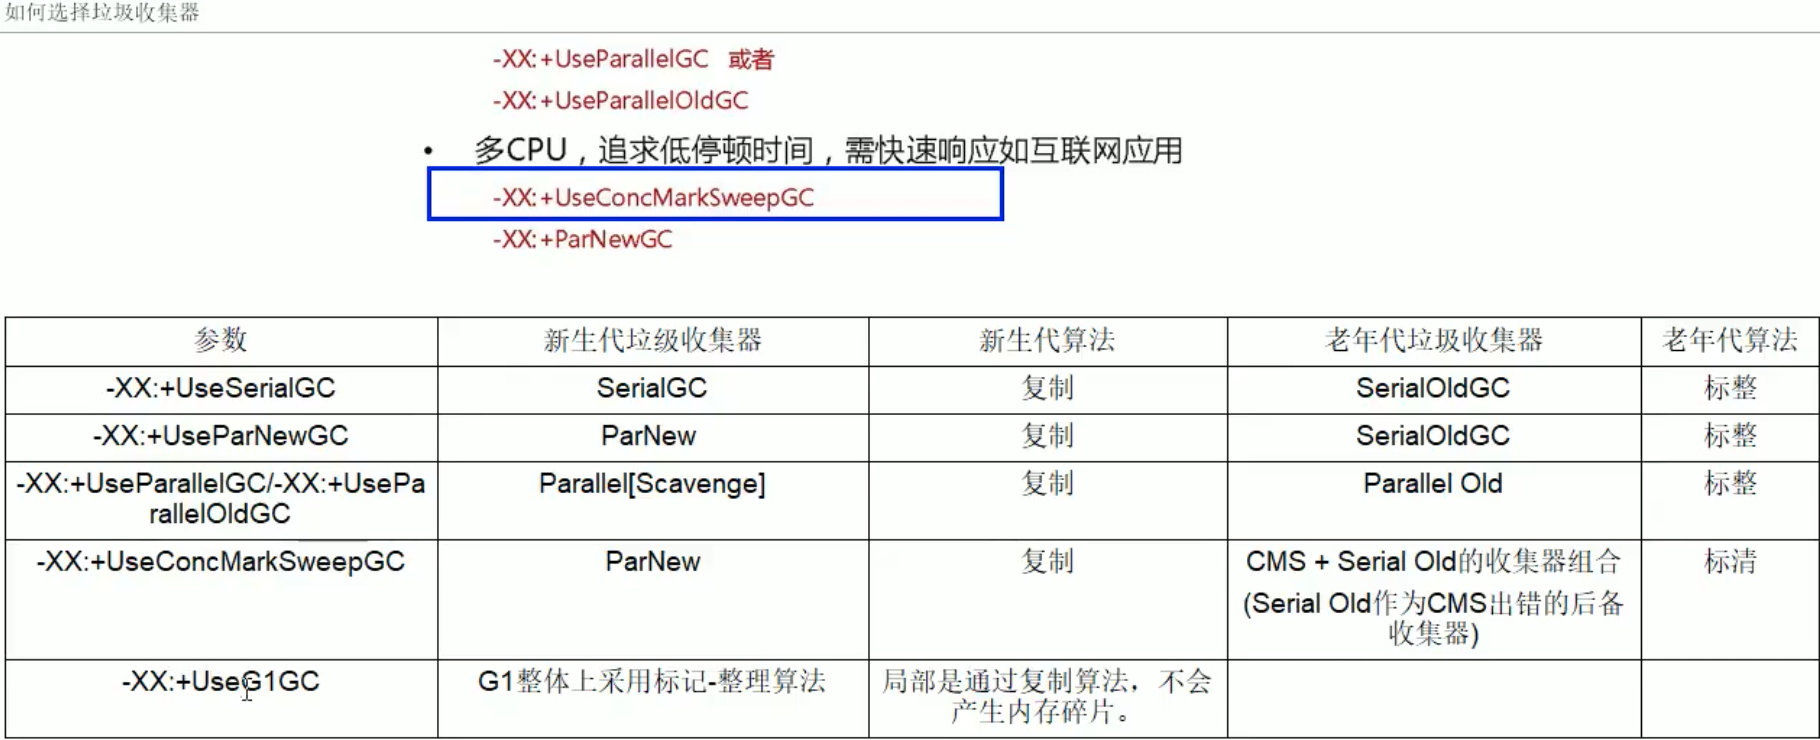 如何选择垃圾收集器
-XX:+UseParallelGC 或者
-XX:+UseParallelOldGC
• 多CPU，追求低停顿时间，需快速响应如互联网应用
-XX:+UseConcMarkSweepGC
-XX:+ParNewGC
参数 新生代垃级收集器 新生代算法 老年代垃圾收集器 老年代算法
-XX:+UseSerialGC SerialGC 复制 SerialOldGC 标整
-XX:+UseParNewGC ParNew 复制 SerialOldGC 标整
-XX:+UseParallelGC/-XX:+UsePa
rallelOldGC
Parallel[Scavenge] 复制 Parallel Old 标整
-XX:+UseConcMarkSweepGC ParNew 复制
CMS + Serial Old的收集器组合
(Serial Old作为CMS出错的后备
收集器)
标清
-XX:+UseG1GC G1整体上采用标记-整理算法
局部是通过复制算法，不会
产生内存碎片。